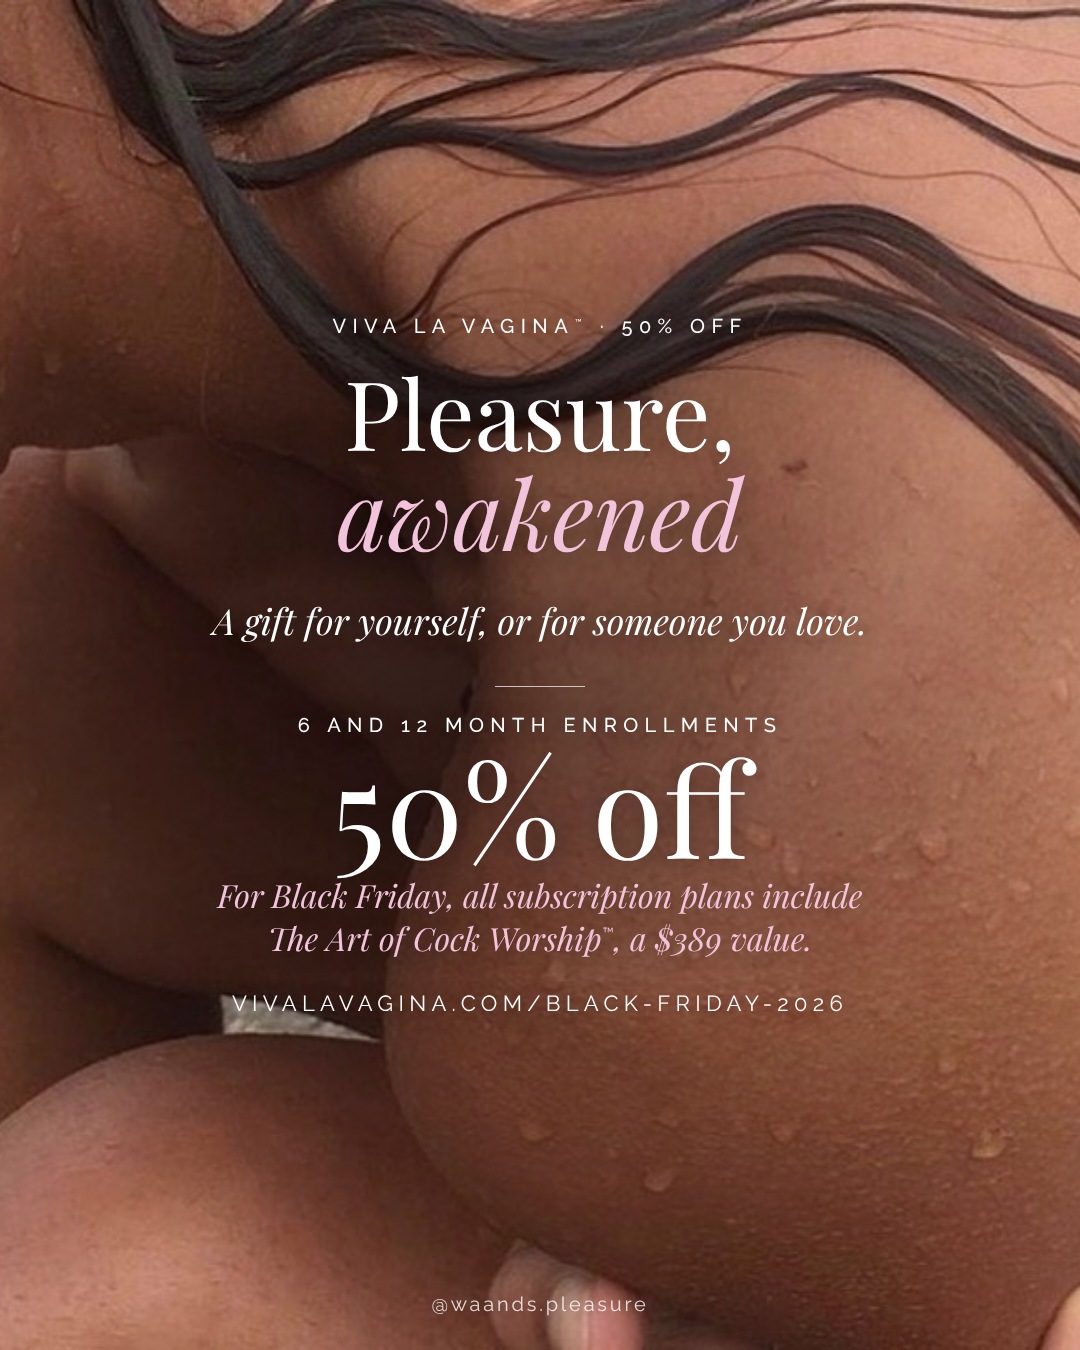 VIVA LA VAGINA™ · 50% OFF
Pleasure,
awakened
A gift for yourself, or for someone you love.
6 AND 12 MONTH ENROLLMENTS
50% off
For Black Friday, all subscription plans include
The Art of Cock Worship™, a $389 value.
VIVALAVAGINA.COM/BLACK-FRIDAY-2026
@waands.pleasure